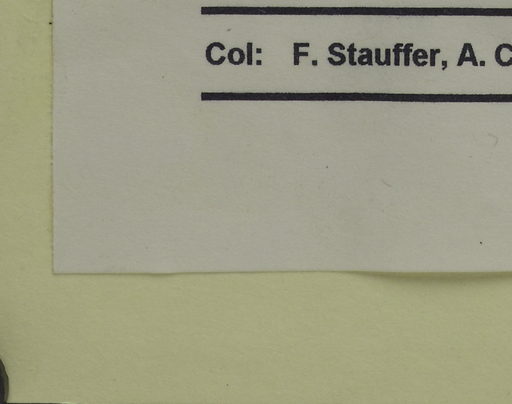 Col: F. Stauffer, A. C